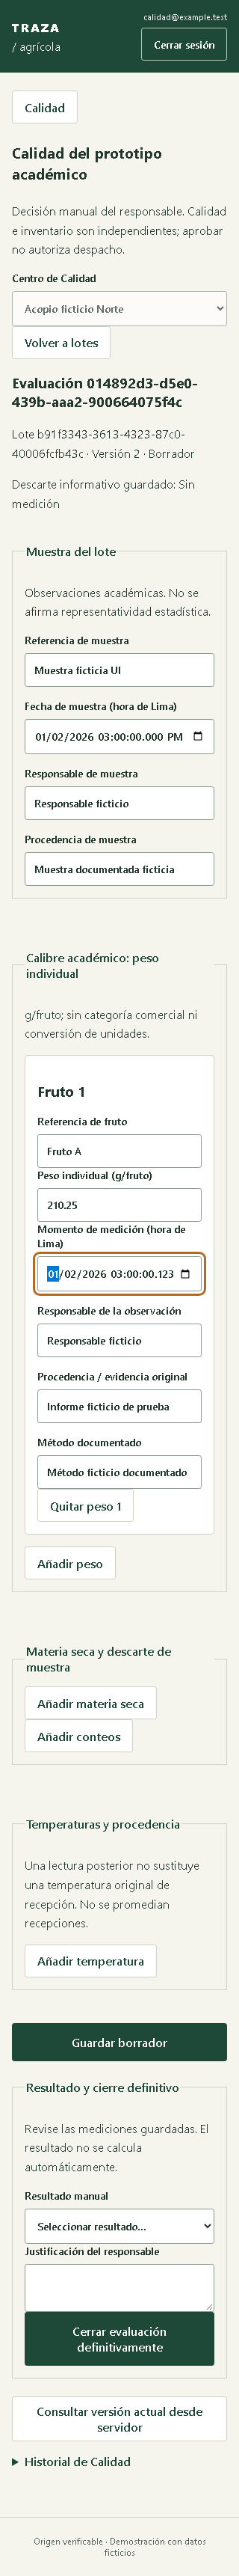 TRAZA
/ agrícola
calidad@example.test
Cerrar sesión
Calidad
Calidad del prototipo
académico
Decisión manual del responsable. Calidad
e inventario son independientes; aprobar
no autoriza despacho.
Centro de Calidad
Acopio ficticio Norte
Volver a lotes
Evaluación 014892d3-d5e0-
439b-aaa2-900664075f4c
Lote b91f3343-3613-4323-87c0-
40006fcfb43c · Versión 2 · Borrador
Descarte informativo guardado: Sin
medición
Muestra del lote
Observaciones académicas. No se
afirma representatividad estadística.
Referencia de muestra
Muestra ficticia UI
Fecha de muestra (hora de Lima)
01/02/2026 03:00:00.000 PM
Responsable de muestra
Responsable ficticio
Procedencia de muestra
Muestra documentada ficticia
Calibre académico: peso
individual
g/fruto; sin categoría comercial ni
conversión de unidades.
Fruto 1
Referencia de fruto
Fruto A
Peso individual (g/fruto)
210.25
Momento de medición (hora de
Lima)
01/02/2026 03:00:00.123
Responsable de la observación
Responsable ficticio
Procedencia / evidencia original
Informe ficticio de prueba
Método documentado
Método ficticio documentado
Quitar peso 1
Añadir peso
Materia seca y descarte de
muestra
Añadir materia seca
Añadir conteos
Temperaturas y procedencia
Una lectura posterior no sustituye
una temperatura original de
recepción. No se promedian
recepciones.
Añadir temperatura
Guardar borrador
Resultado y cierre definitivo
Revise las mediciones guardadas. El
resultado no se calcula
automáticamente.
Resultado manual
Seleccionar resultado...
Justificación del responsable
Cerrar evaluación
definitivamente
Consultar versión actual desde
servidor
Historial de Calidad
Origen verificable · Demostración con datos
ficticios